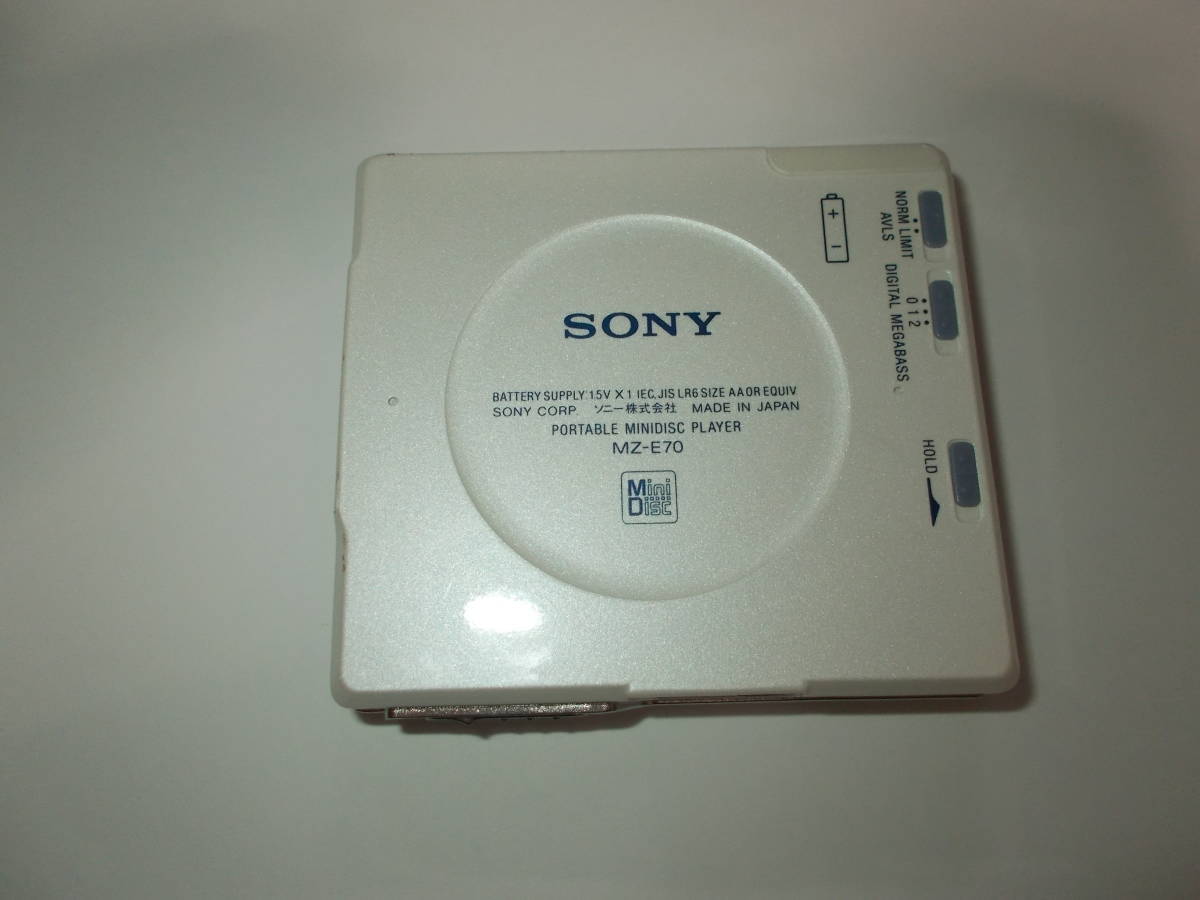 SONY
BATTERY SUPPLY 1.5V X 1 IEC, JIS LR6 SIZE AA OR EQUIV
SONY CORP. ソニー株式会社 MADE IN JAPAN
PORTABLE MINIDISC PLAYER
MZ-E70
Mini
Disc
+ −
NORM LIMIT
AVLS
0 1 2
DIGITAL MEGABASS
HOLD